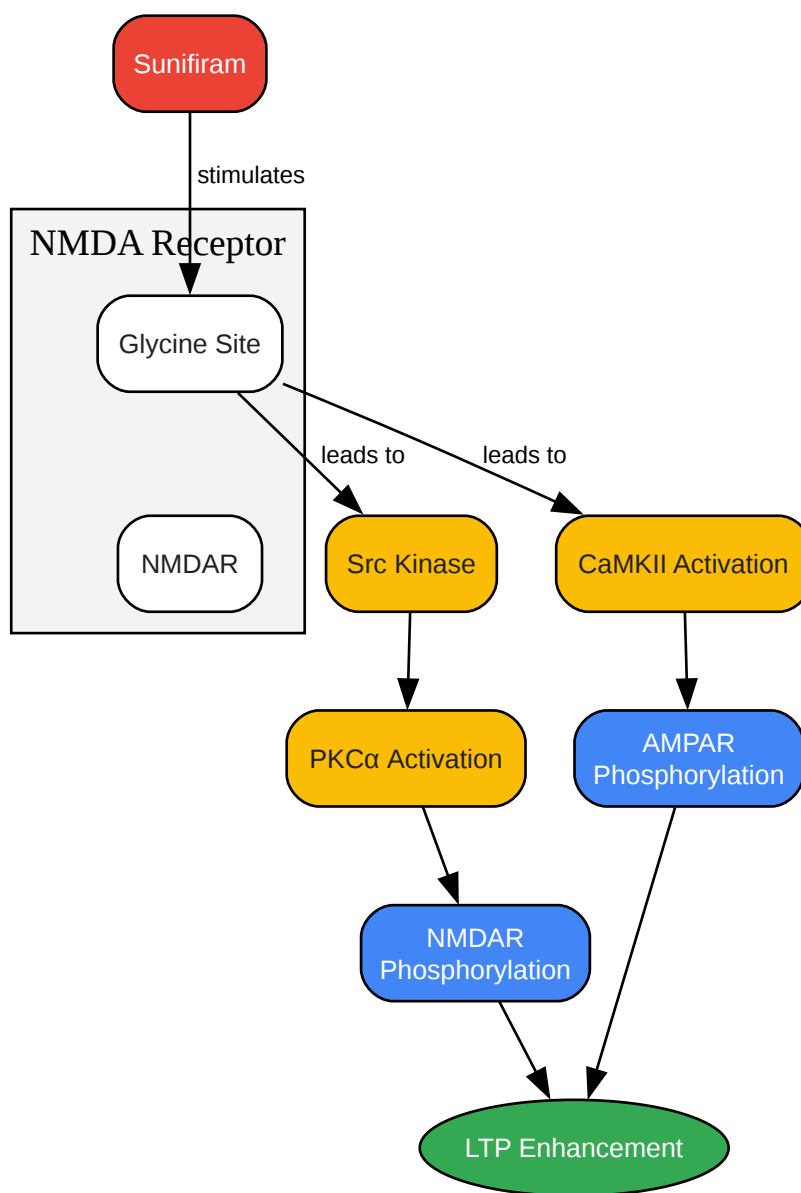 Sunifiram
stimulates
NMDA Receptor
Glycine Site
leads to
leads to
NMDAR
Src Kinase
CaMKII Activation
PKCα Activation
AMPAR
Phosphorylation
NMDAR
Phosphorylation
LTP Enhancement